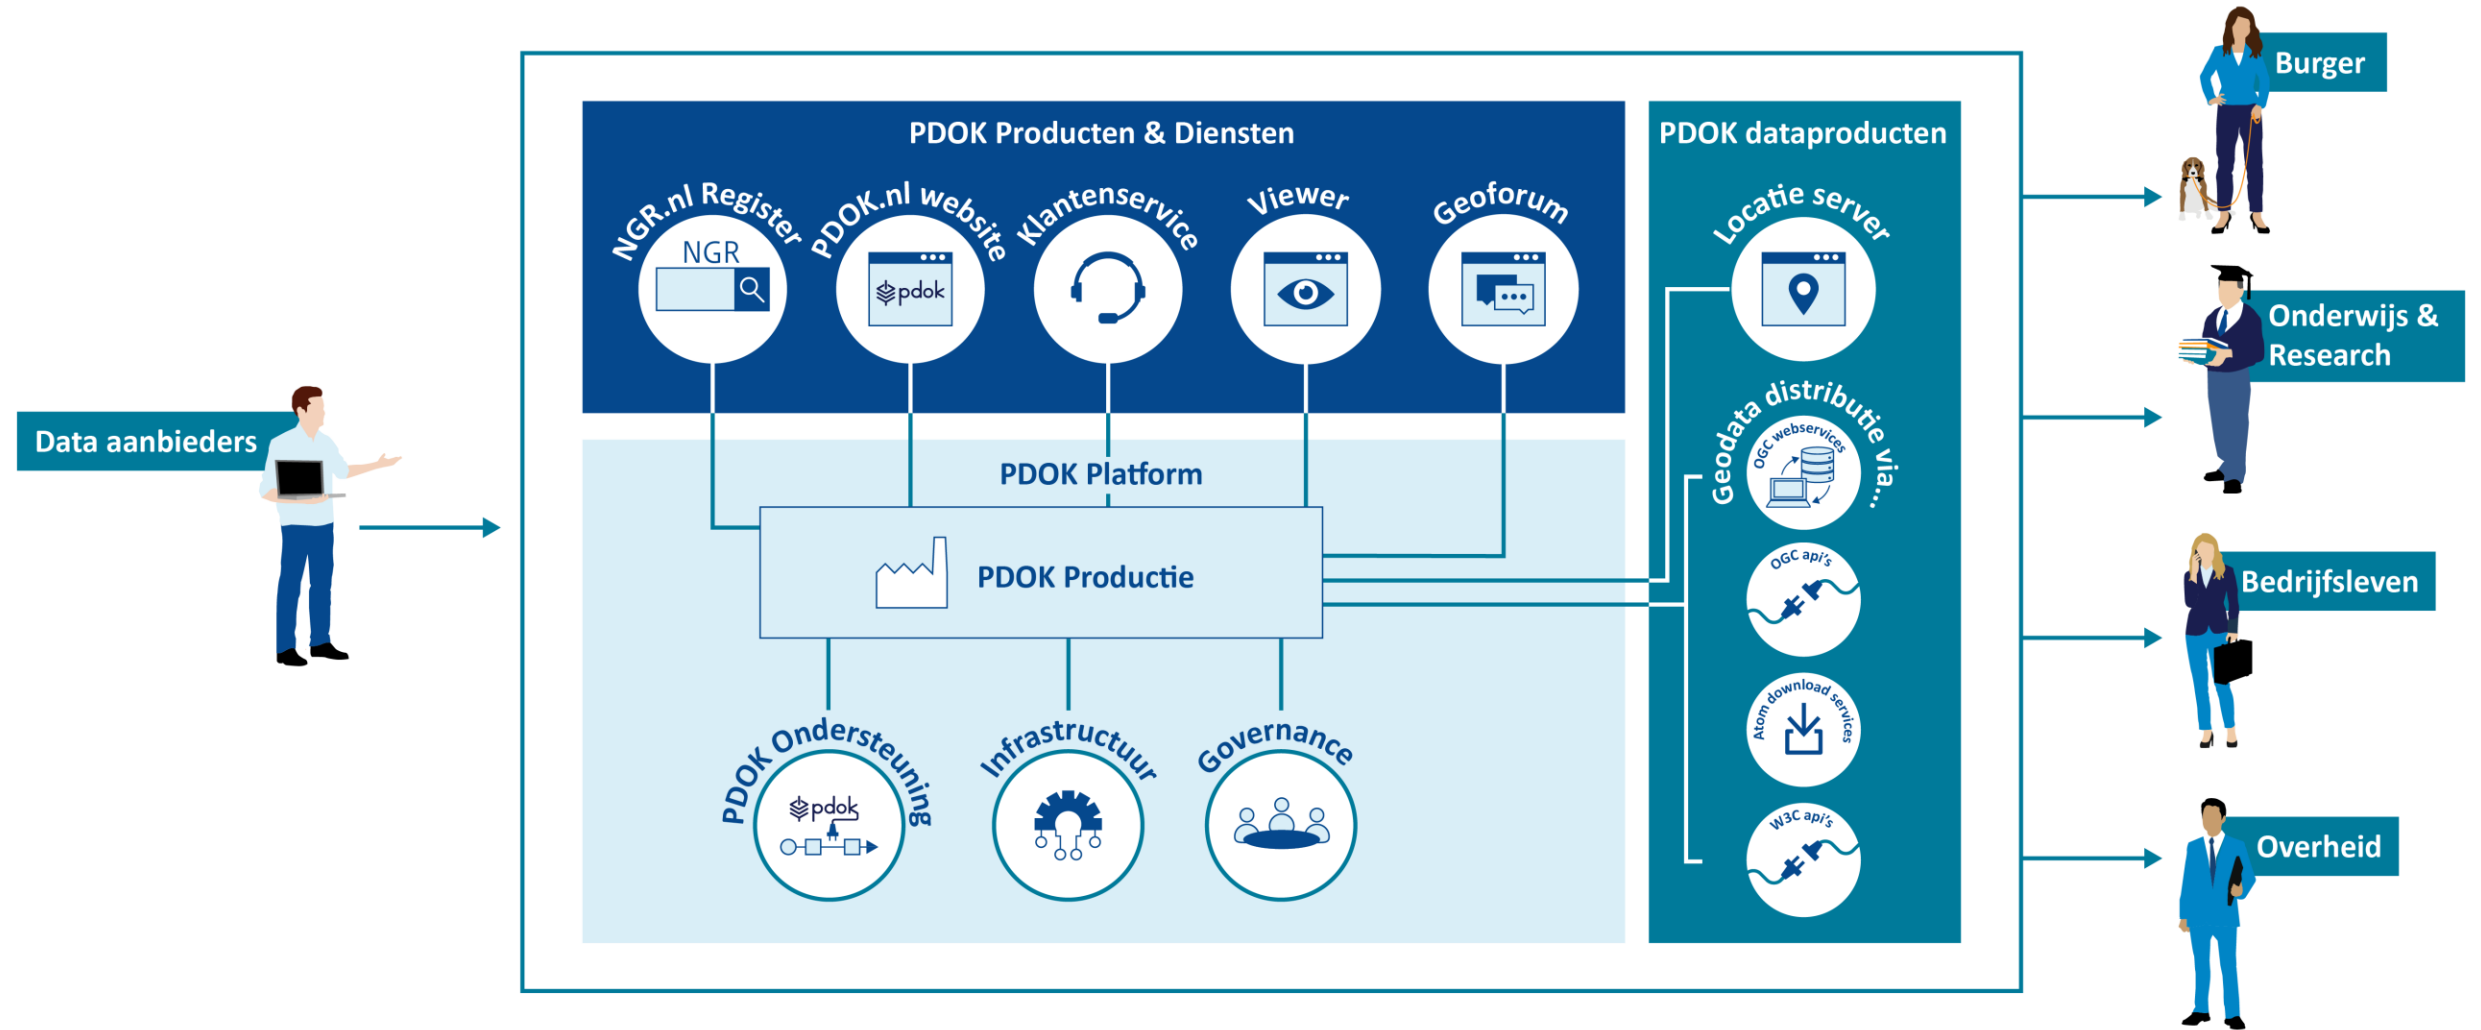 Data aanbieders
PDOK Producten & Diensten
NGR.nl Register
NGR
PDOK.nl website
pdok
Klantenservice
Viewer
Geoforum
PDOK Platform
PDOK Productie
PDOK Ondersteuning
pdok
Infrastructuur
Governance
PDOK dataproducten
Locatie server
Geodata distributie via...
OGC webservices
OGC api's
Atom download services
W3C api's
Burger
Onderwijs &
Research
Bedrijfsleven
Overheid